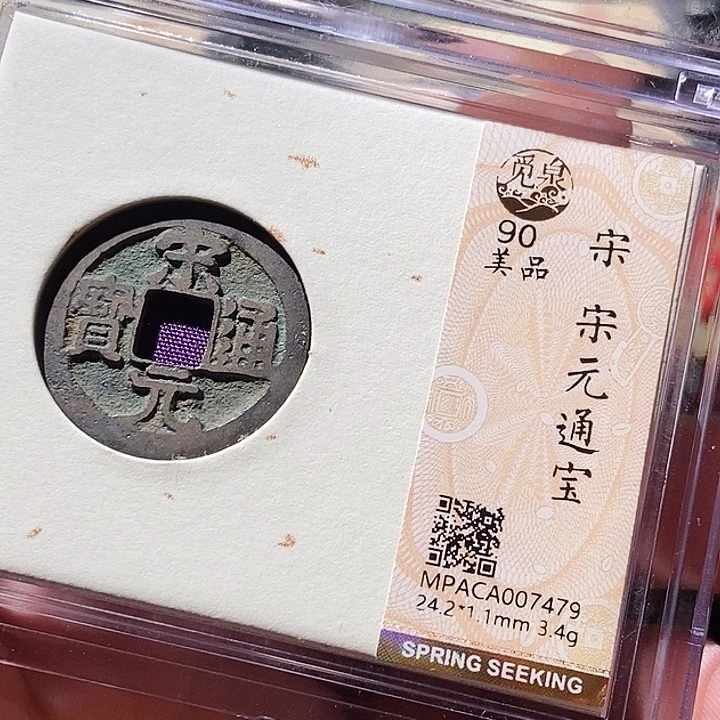 宋
元
通
寳
觅泉
90
美品
宋
宋元通宝
MPACA007479
24.2*1.1mm 3.4g
SPRING SEEKING